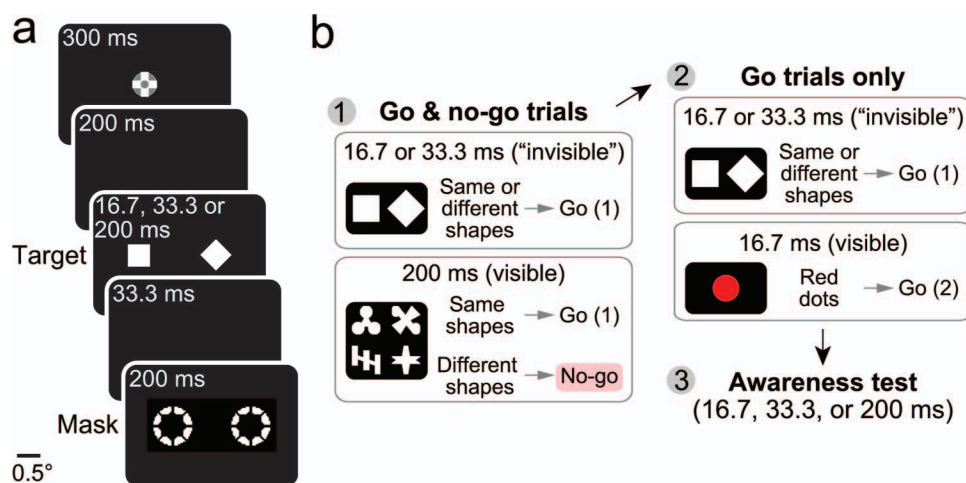 a
300 ms
200 ms
16.7, 33.3 or
200 ms
Target
33.3 ms
200 ms
Mask
0.5°
b
1 Go & no-go trials
16.7 or 33.3 ms ("invisible")
Same or
different
shapes
Go (1)
200 ms (visible)
Same
shapes
Go (1)
Different
shapes
No-go
2 Go trials only
16.7 or 33.3 ms ("invisible")
Same or
different
shapes
Go (1)
16.7 ms (visible)
Red
dots
Go (2)
3 Awareness test
(16.7, 33.3, or 200 ms)